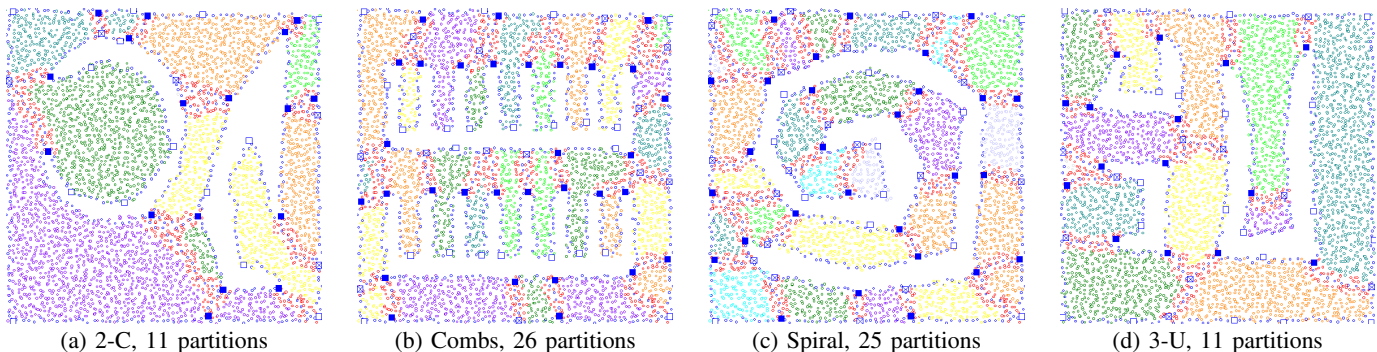 (a) 2-C, 11 partitions
(b) Combs, 26 partitions
(c) Spiral, 25 partitions
(d) 3-U, 11 partitions